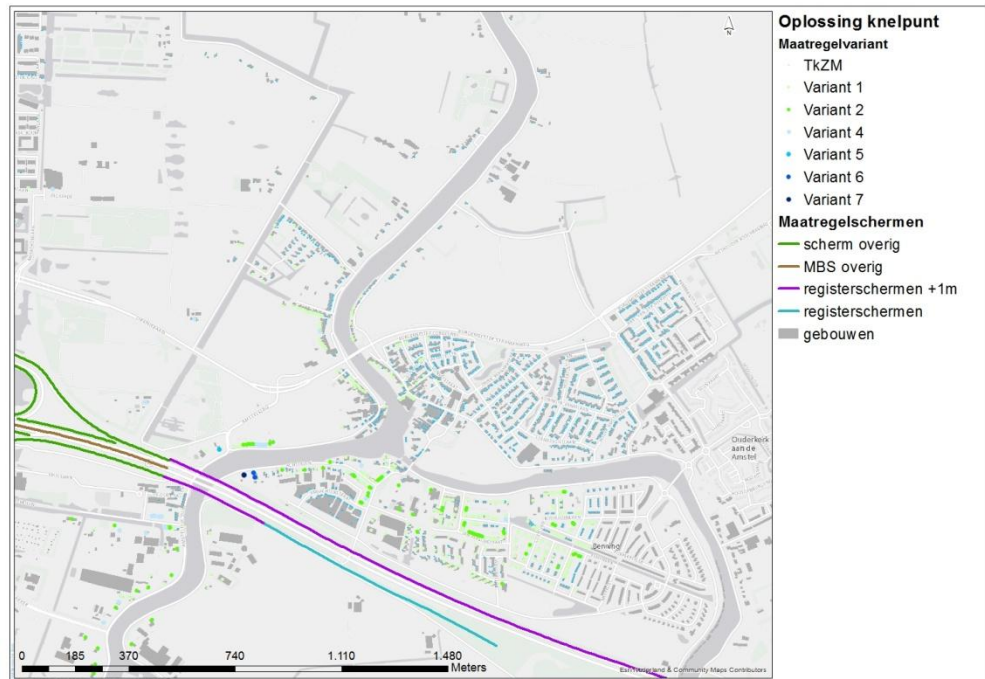 Oplossing knelpunt
Maatregelvariant
TkZM
Variant 1
Variant 2
Variant 4
Variant 5
Variant 6
Variant 7
Maatregelschermen
scherm overig
MBS overig
registerschermen +1m
registerschermen
gebouwen
N
Ouderkerk
aan de
Amstel
Benning
0 185 370 740 1.110 1.480
Meters
Esri Nederland & Community Maps Contributors